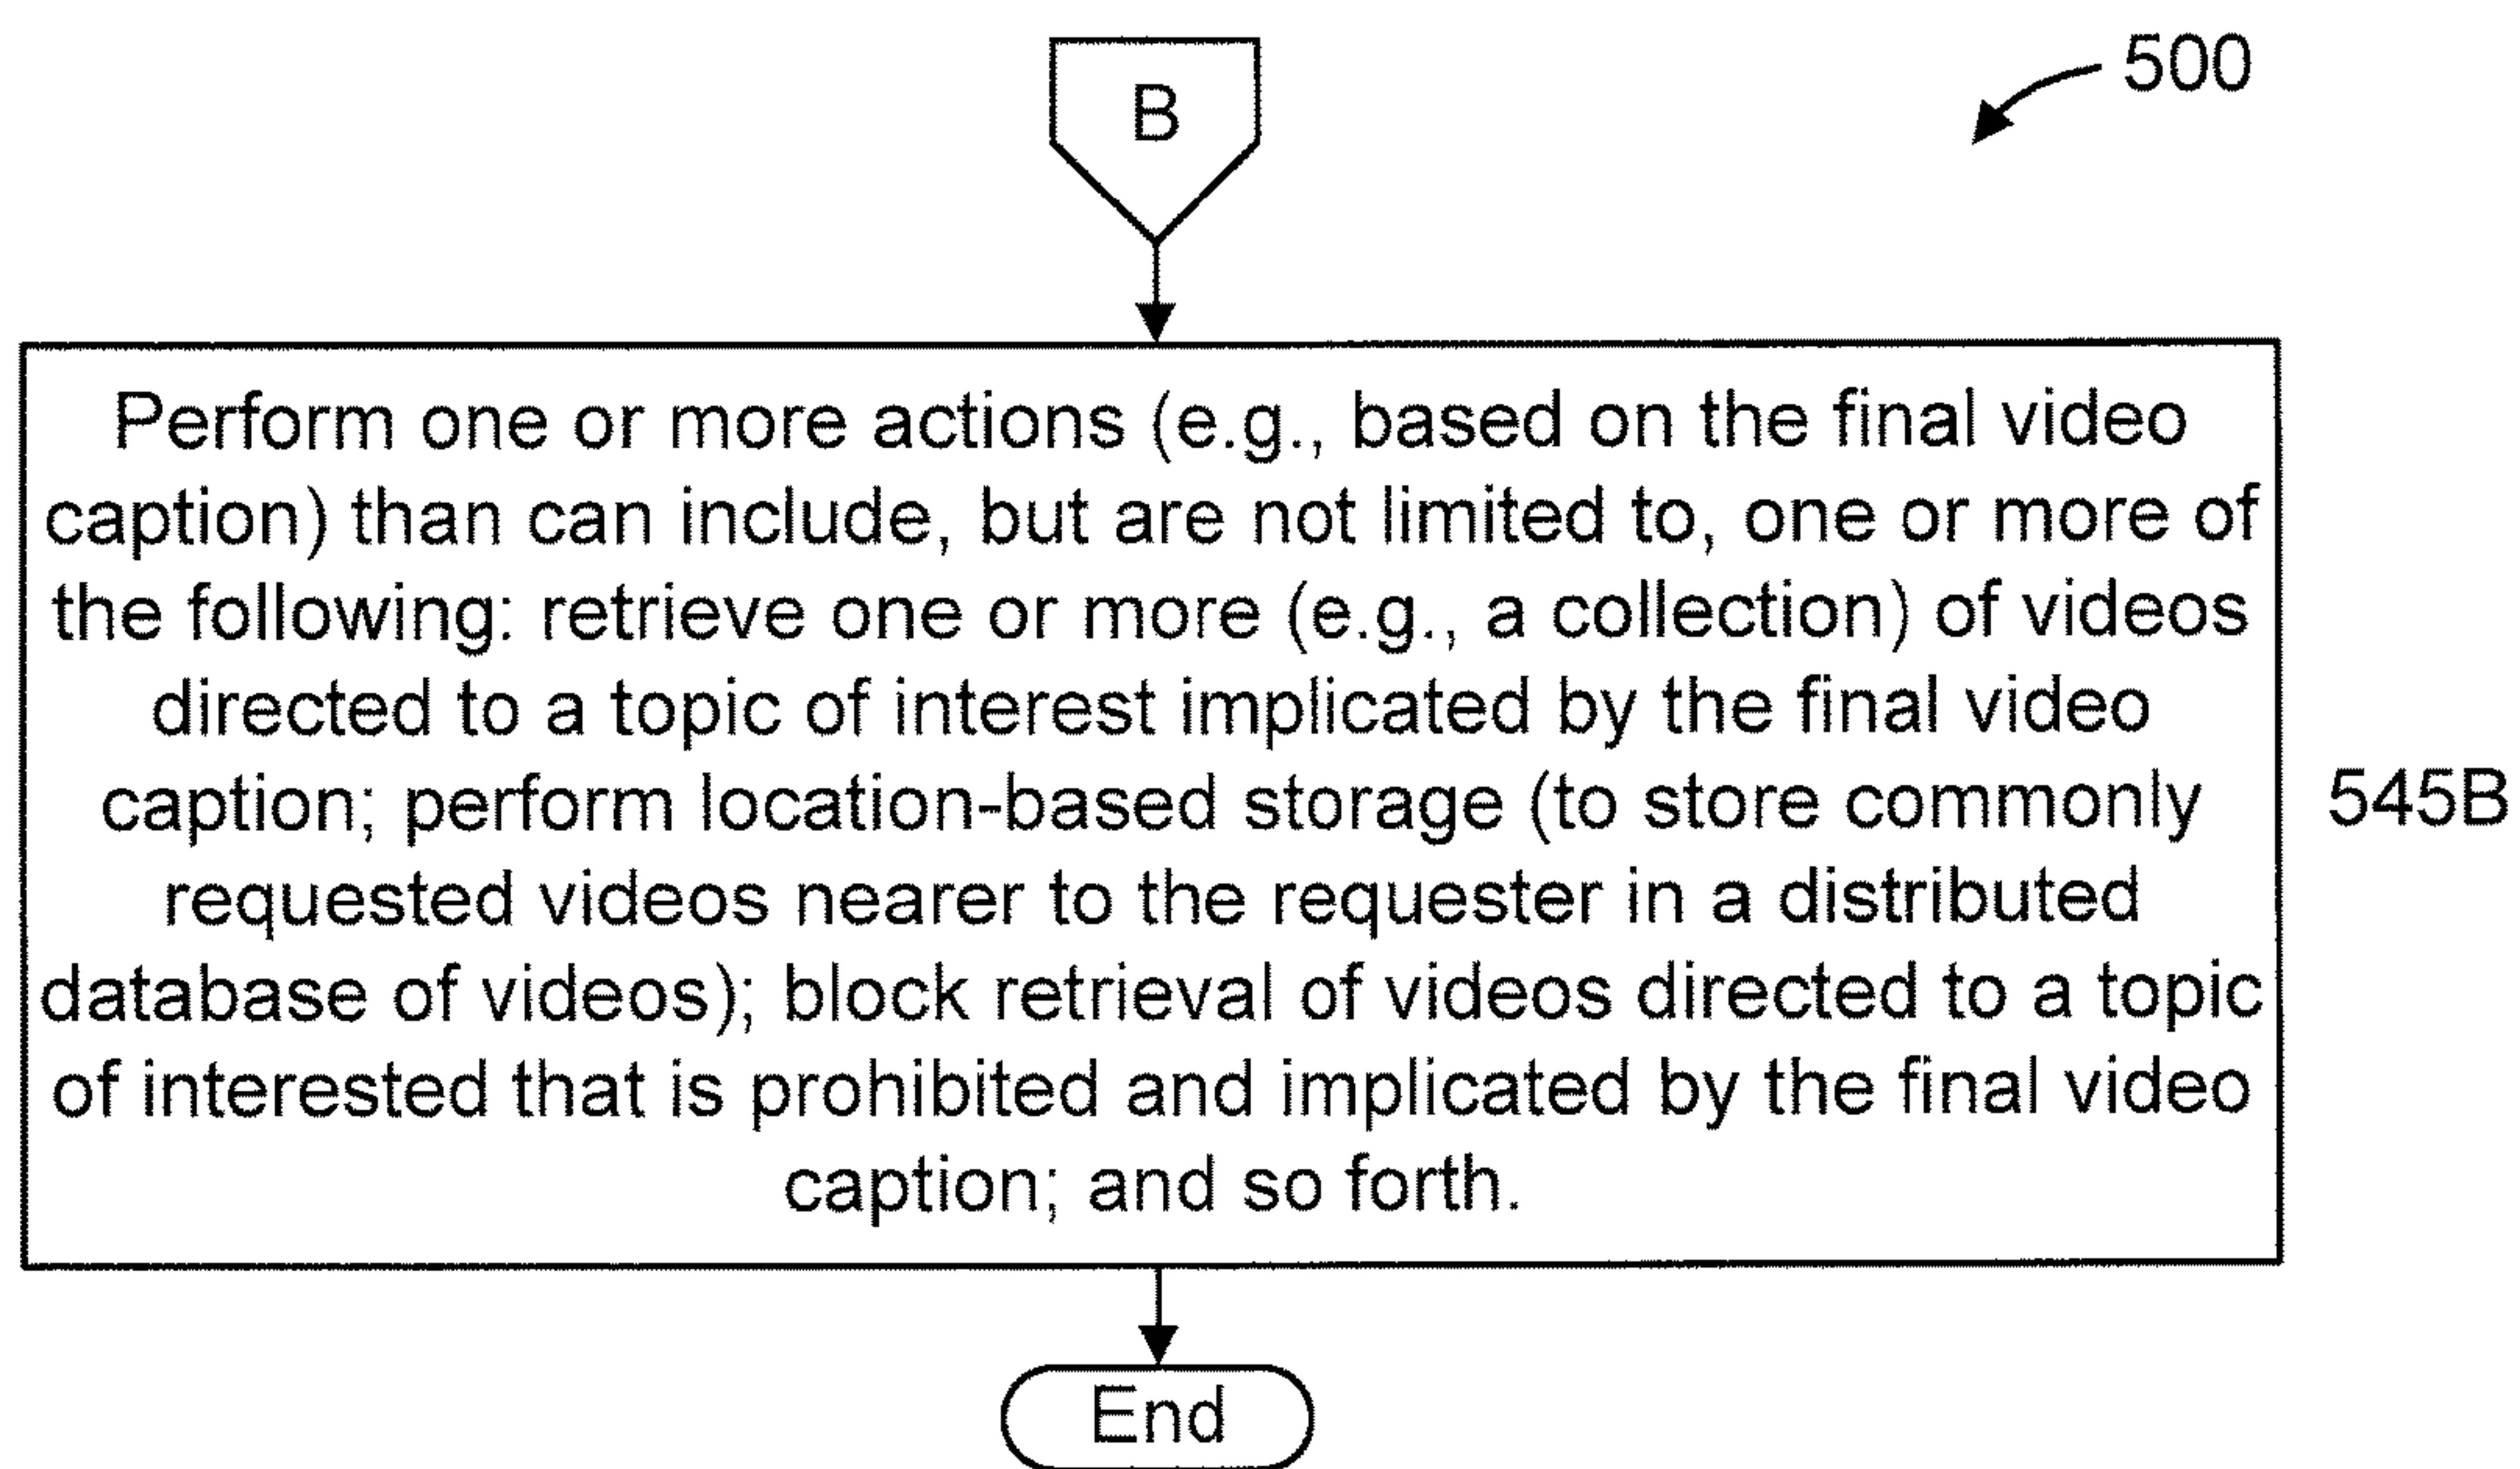 B
500
Perform one or more actions (e.g., based on the final video
caption) than can include, but are not limited to, one or more of
the following: retrieve one or more (e.g., a collection) of videos
directed to a topic of interest implicated by the final video
caption; perform location-based storage (to store commonly
requested videos nearer to the requester in a distributed
database of videos); block retrieval of videos directed to a topic
of interested that is prohibited and implicated by the final video
caption; and so forth.
545B
End